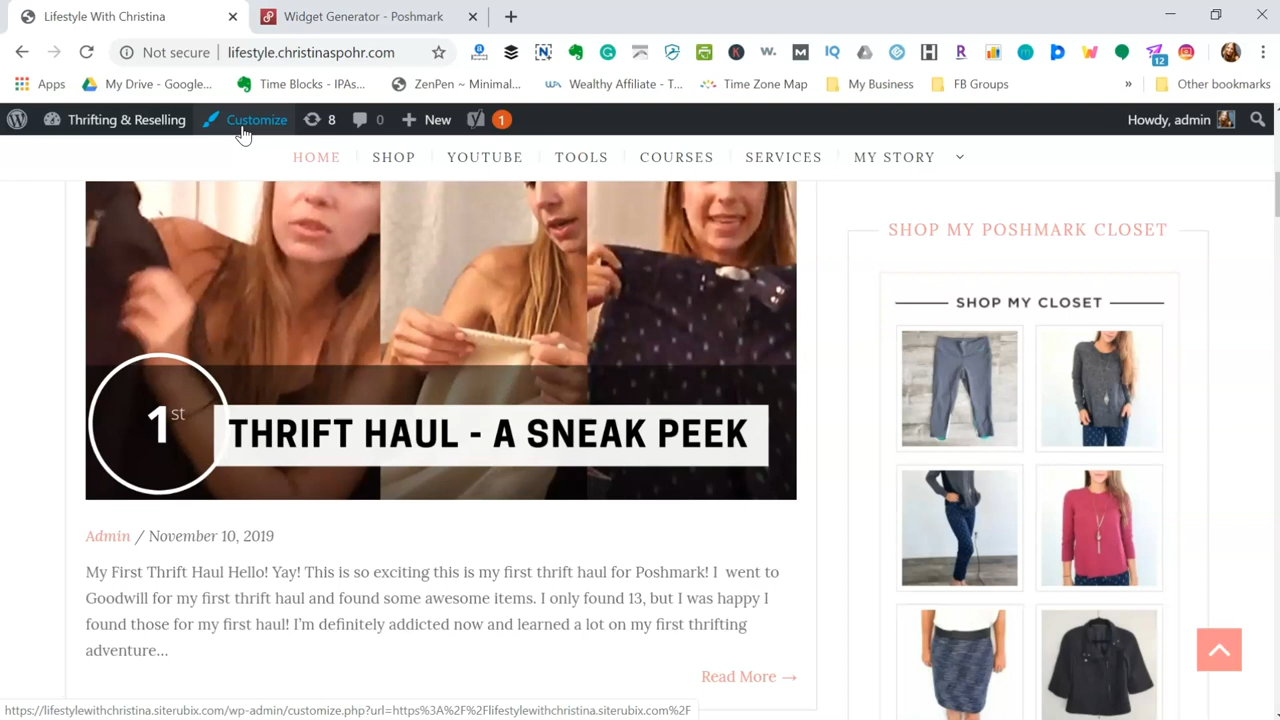 Lifestyle With Christina
Widget Generator - Poshmark
Not secure
lifestyle.christinaspohr.com
12
Apps
My Drive - Google...
Time Blocks - IPAs...
ZenPen ~ Minimal...
Wealthy Affiliate - T...
Time Zone Map
My Business
FB Groups
»
Other bookmarks
Thrifting & Reselling
Customize
8
0
New
1
Howdy, admin
HOME
SHOP
YOUTUBE
TOOLS
COURSES
SERVICES
MY STORY
SHOP MY POSHMARK CLOSET
SHOP MY CLOSET
1st
THRIFT HAUL - A SNEAK PEEK
Admin / November 10, 2019
My First Thrift Haul Hello! Yay! This is so exciting this is my first thrift haul for Poshmark! I went to
Goodwill for my first thrift haul and found some awesome items. I only found 13, but I was happy I
found those for my first haul! I'm definitely addicted now and learned a lot on my first thrifting
adventure...
Read More →
https://lifestylewithchristina.siterubix.com/wp-admin/customize.php?url=https%3A%2F%2Flifestylewithchristina.siterubix.com%2F